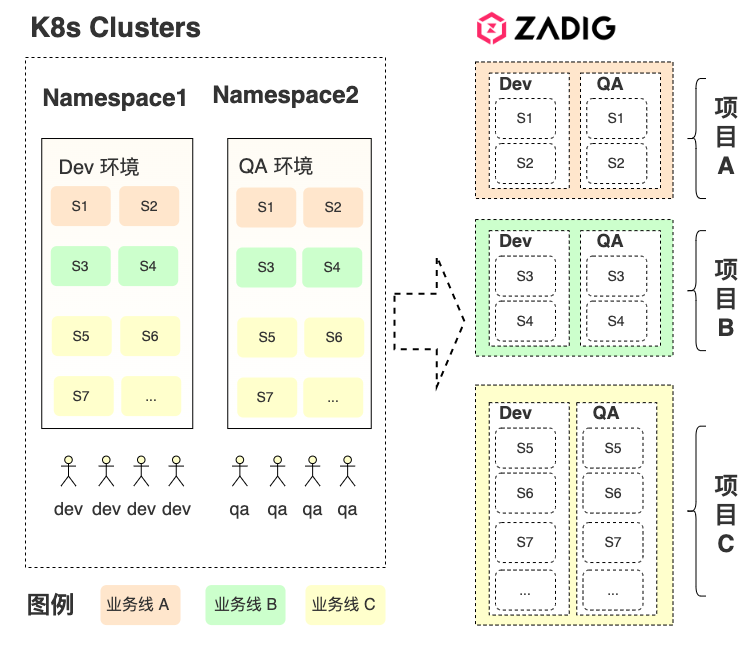 K8s Clusters
Namespace1
Namespace2
Dev 环境
S1
S2
S3
S4
S5
S6
S7
...
QA 环境
S1
S2
S3
S4
S5
S6
S7
...
dev
dev
dev
dev
qa
qa
qa
qa
图例
业务线 A
业务线 B
业务线 C
ZADIG
Dev
S1
S2
QA
S1
S2
项目A
Dev
S3
S4
QA
S3
S4
项目B
Dev
S5
S6
S7
...
QA
S5
S6
S7
...
项目C